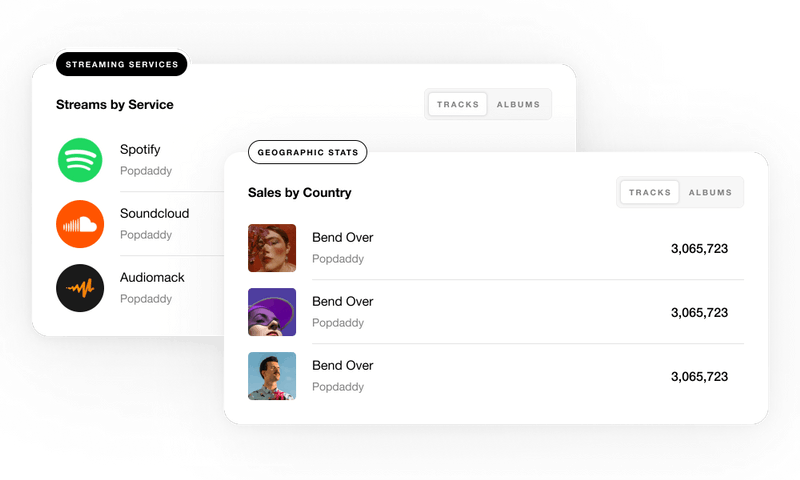 STREAMING SERVICES
Streams by Service
TRACKS ALBUMS
Spotify
Popdaddy
Soundcloud
Popdaddy
Audiomack
Popdaddy
GEOGRAPHIC STATS
Sales by Country
TRACKS ALBUMS
Bend Over
Popdaddy
3,065,723
Bend Over
Popdaddy
3,065,723
Bend Over
Popdaddy
3,065,723